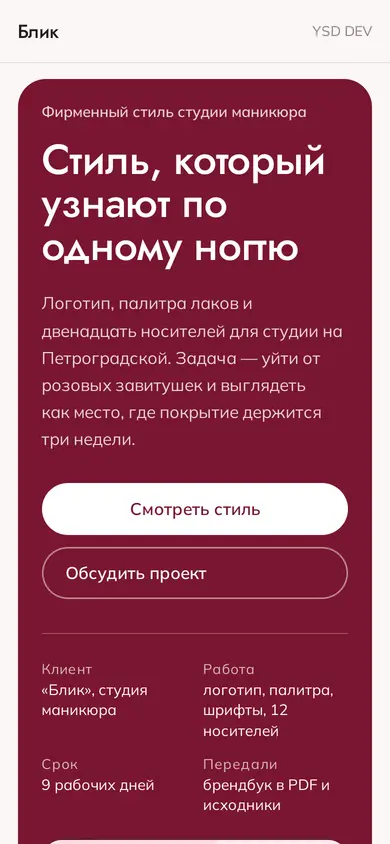 Блик
YSD DEV
Фирменный стиль студии маникюра
Стиль, который
узнают по
одному ногтю
Логотип, палитра лаков и
двенадцать носителей для студии на
Петроградской. Задача — уйти от
розовых завитушек и выглядеть
как место, где покрытие держится
три недели.
Смотреть стиль
Обсудить проект
Клиент
«Блик», студия
маникюра
Работа
логотип, палитра,
шрифты, 12
носителей
Срок
9 рабочих дней
Передали
брендбук в PDF и
исходники